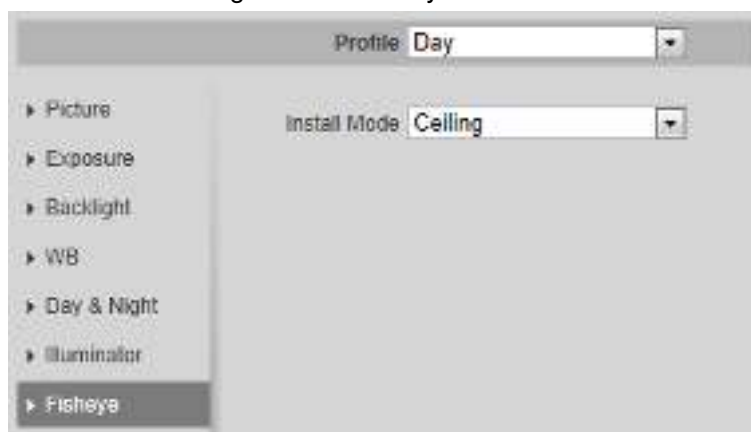 Profile Day
Install Mode Ceiling
Picture
Exposure
Backlight
WB
Day & Night
Illuminator
Fisheye